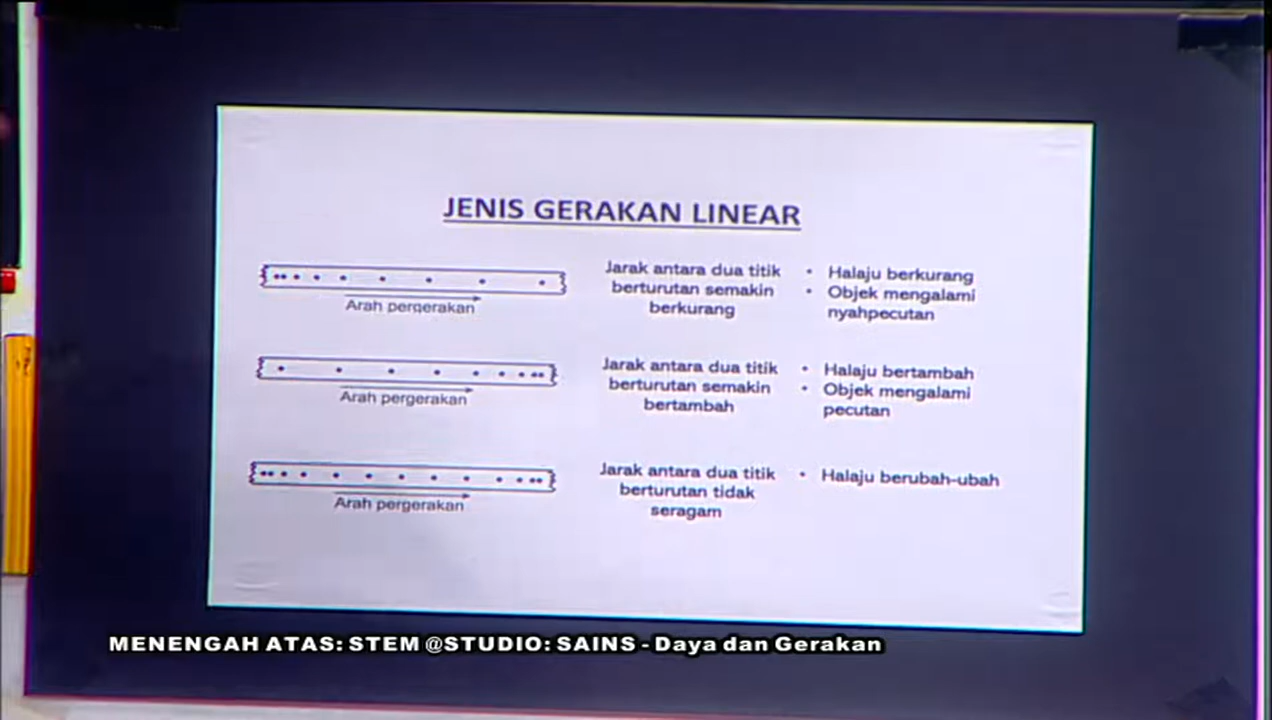 JENIS GERAKAN LINEAR
Arah pergerakan
Jarak antara dua titik
berturutan semakin
berkurang
• Halaju berkurang
• Objek mengalami
nyahpecutan
Arah pergerakan
Jarak antara dua titik
berturutan semakin
bertambah
• Halaju bertambah
• Objek mengalami
pecutan
Arah pergerakan
Jarak antara dua titik
berturutan tidak
seragam
• Halaju berubah-ubah
MENENGAH ATAS: STEM @STUDIO: SAINS - Daya dan Gerakan